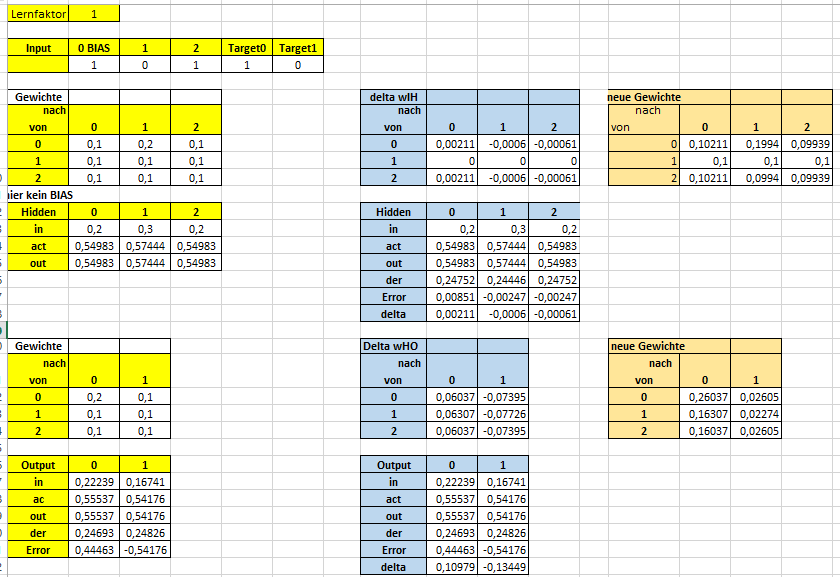 Lernfaktor 1
Input 0 BIAS 1 2 Target0 Target1
1 0 1 1 0
Gewichte delta wIH neue Gewichte
nach nach nach
von 0 1 2 von 0 1 2 von 0 1 2
0 0,1 0,2 0,1 0 0,00211 -0,0006 -0,00061 0 0,10211 0,1994 0,09939
1 0,1 0,1 0,1 1 0 0 0 1 0,1 0,1 0,1
2 0,1 0,1 0,1 2 0,00211 -0,0006 -0,00061 2 0,10211 0,0994 0,09939
hier kein BIAS
Hidden 0 1 2 Hidden 0 1 2
in 0,2 0,3 0,2 in 0,2 0,3 0,2
act 0,54983 0,57444 0,54983 act 0,54983 0,57444 0,54983
out 0,54983 0,57444 0,54983 out 0,54983 0,57444 0,54983
der 0,24752 0,24446 0,24752
Error 0,00851 -0,00247 -0,00247
delta 0,00211 -0,0006 -0,00061
Gewichte Delta wHO neue Gewichte
nach nach nach
von 0 1 von 0 1 von 0 1
0 0,2 0,1 0 0,06037 -0,07395 0 0,26037 0,02605
1 0,1 0,1 1 0,06307 -0,07726 1 0,16307 0,02274
2 0,1 0,1 2 0,06037 -0,07395 2 0,16037 0,02605
Output 0 1 Output 0 1
in 0,22239 0,16741 in 0,22239 0,16741
ac 0,55537 0,54176 act 0,55537 0,54176
out 0,55537 0,54176 out 0,55537 0,54176
der 0,24693 0,24826 der 0,24693 0,24826
Error 0,44463 -0,54176 Error 0,44463 -0,54176
delta 0,10979 -0,13449